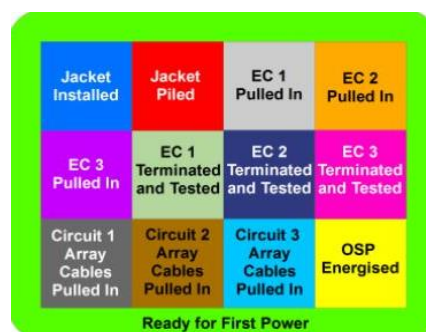 Jacket
Installed
Jacket
Piled
EC 1
Pulled In
EC 2
Pulled In
EC 3
Pulled In
EC 1
Terminated
and Tested
EC 2
Terminated
and Tested
EC 3
Terminated
and Tested
Circuit 1
Array
Cables
Pulled In
Circuit 2
Array
Cables
Pulled In
Circuit 3
Array
Cables
Pulled In
OSP
Energised
Ready for First Power